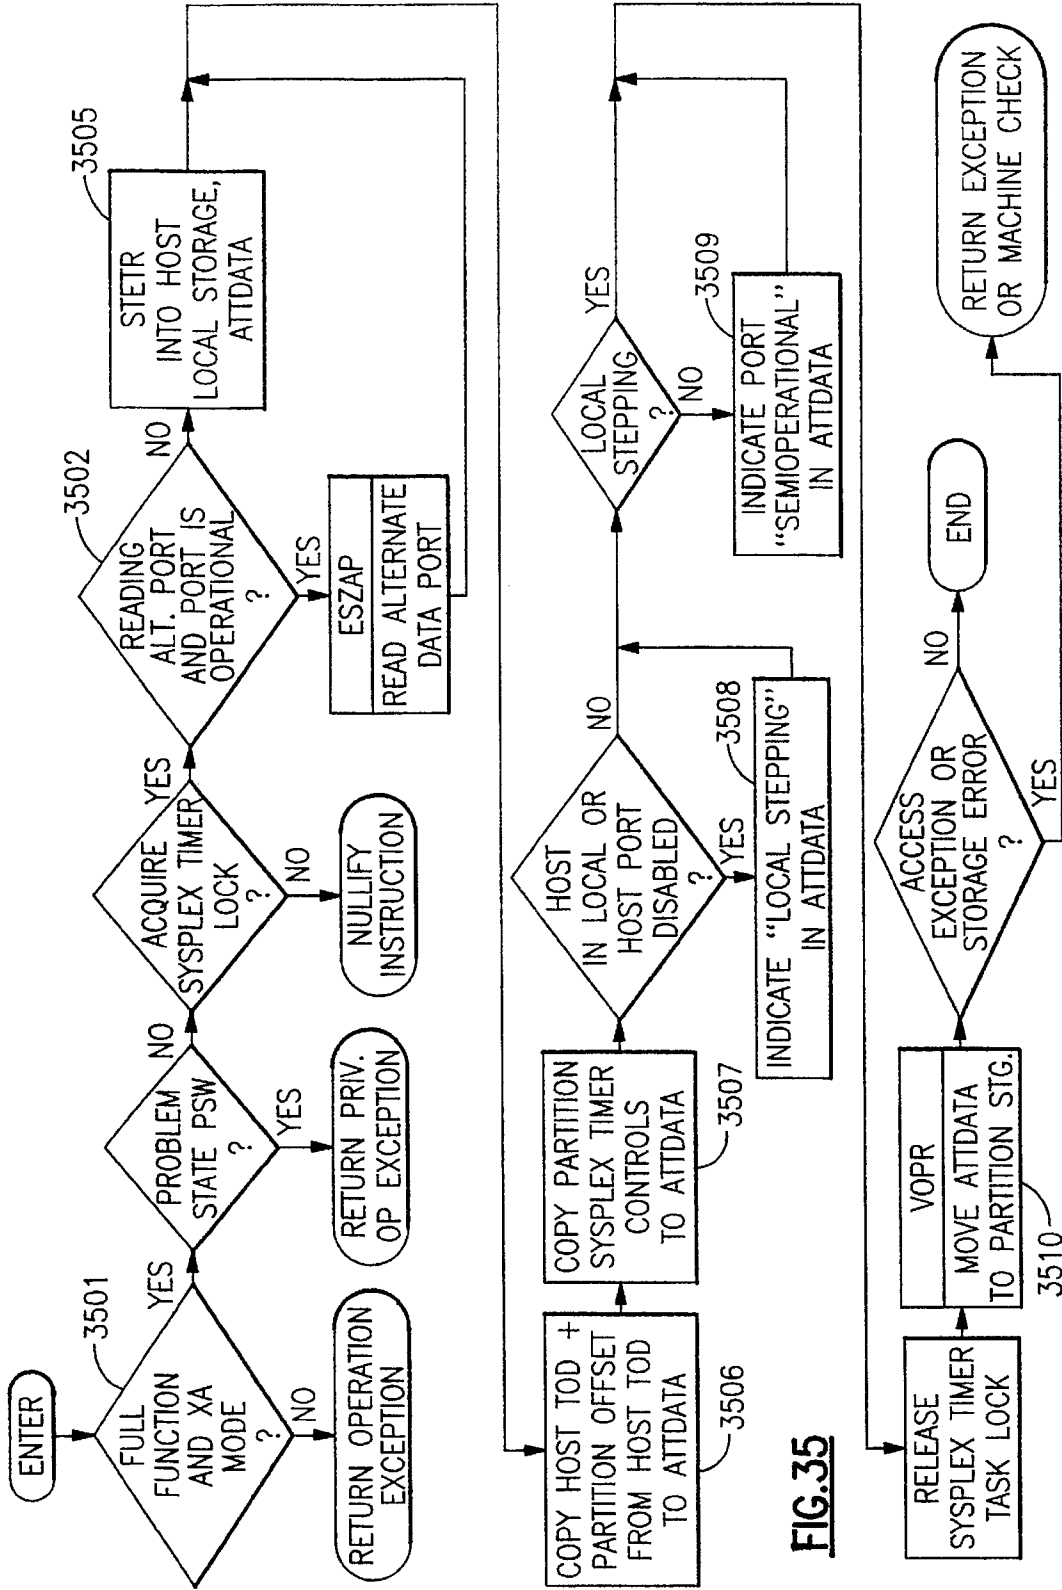 ENTER
3501
FULL
FUNCTION
AND XA
MODE
?
YES
NO
RETURN OPERATION
EXCEPTION
PROBLEM
STATE PSW
?
NO
YES
RETURN PRIV.
OP EXCEPTION
ACQUIRE
SYSPLEX TIMER
LOCK
?
YES
NO
NULLIFY
INSTRUCTION
3502
READING
ALT. PORT
AND PORT IS
OPERATIONAL
?
NO
YES
ESZAP
READ ALTERNATE
DATA PORT
3505
STETR
INTO HOST
LOCAL STORAGE,
ATTDATA
COPY HOST TOD +
PARTITION OFFSET
FROM HOST TOD
TO ATTDATA
3506
COPY PARTITION
SYSPLEX TIMER
CONTROLS
TO ATTDATA
3507
HOST
IN LOCAL OR
HOST PORT
DISABLED
?
NO
YES
3508
INDICATE “LOCAL STEPPING”
IN ATTDATA
LOCAL
STEPPING
?
YES
NO
3509
INDICATE PORT
“SEMIOPERATIONAL”
IN ATTDATA
RELEASE
SYSPLEX TIMER
TASK LOCK
VOPR
MOVE ATTDATA
TO PARTITION STG.
3510
ACCESS
EXCEPTION OR
STORAGE ERROR
?
NO
YES
END
RETURN EXCEPTION
OR MACHINE CHECK
FIG.35